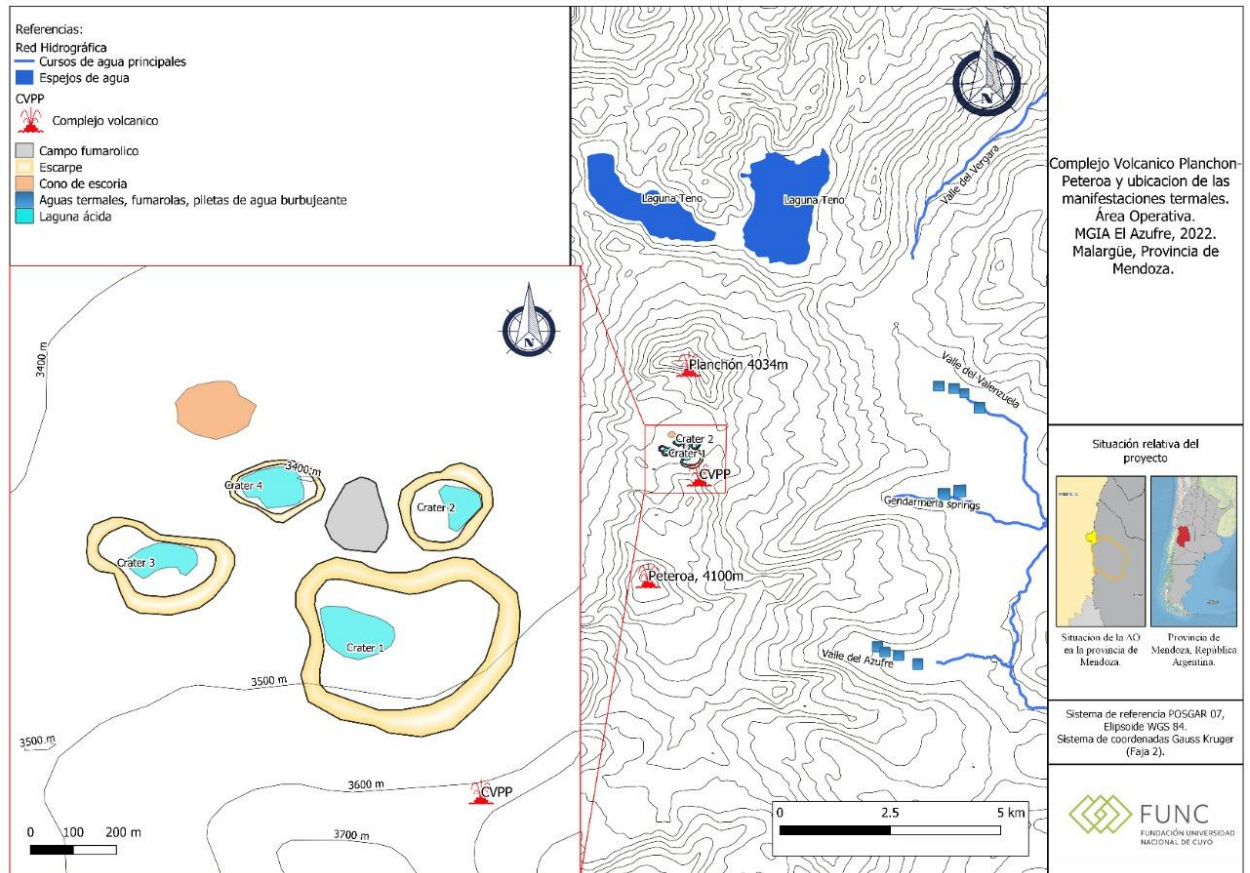 Referencias:
Red Hidrográfica
Cursos de agua principales
Espejos de agua
CVPP
Complejo volcanico
Campo fumarolico
Escarpe
Cono de escoria
Aguas termales, fumarolas, piletas de agua burbujeante
Laguna ácida
3400 m
3400 m
Crater 4
Crater 2
Crater 3
Crater 1
3500 m
3500 m
3600 m
3700 m
CVPP
0 100 200 m
N
N
Laguna Teno
Laguna Teno
Valle del Vergara
Planchón 4034m
Valle del Valenzuela
Crater 2
Crater 1
CVPP
Gendarmeria springs
Peteroa, 4100m
Valle del Azufre
0 2.5 5 km
Complejo Volcanico Planchon-
Peteroa y ubicacion de las
manifestaciones termales.
Área Operativa.
MGIA El Azufre, 2022.
Malargüe, Provincia de
Mendoza.
Situación relativa del
proyecto
Situación de la AO
en la provincia de
Mendoza.
Provincia de
Mendoza, República
Argentina.
Sistema de referencia POSGAR 07,
Elipsoide WGS 84.
Sistema de coordenadas Gauss Kruger
(Faja 2).
FUNC
FUNDACIÓN UNIVERSIDAD
NACIONAL DE CUYO